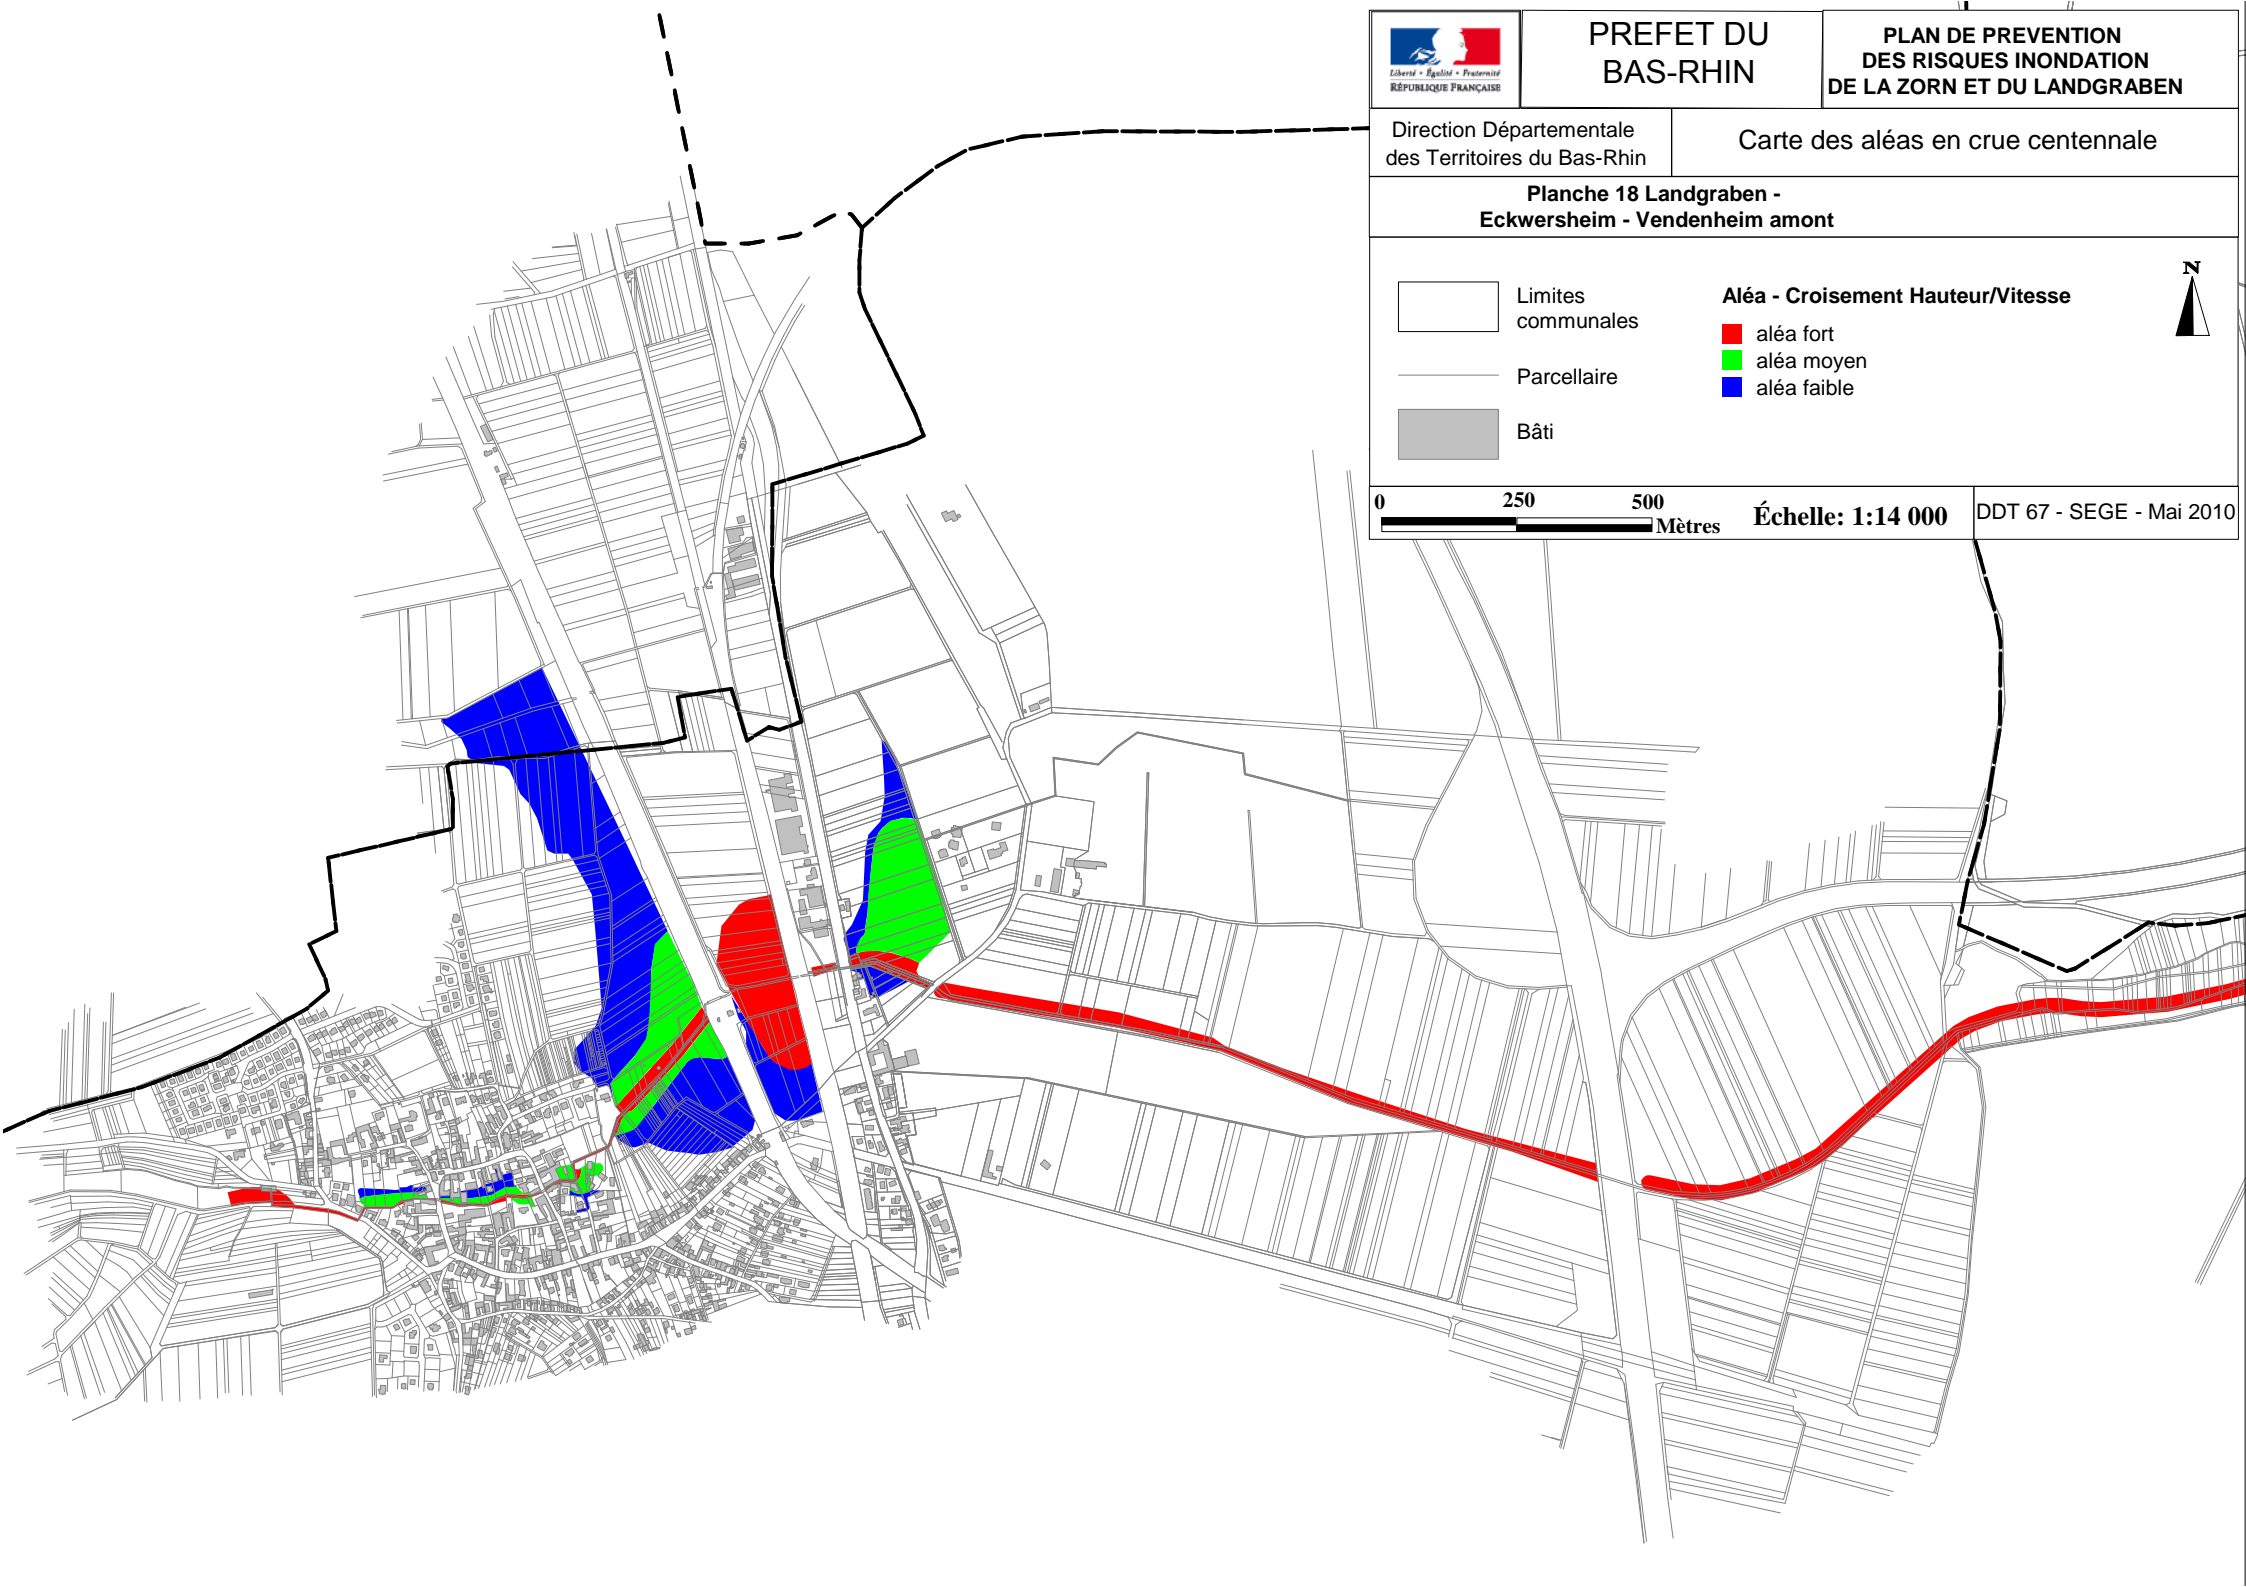 Liberté • Égalité • Fraternité
RÉPUBLIQUE FRANÇAISE
PREFET DU
BAS-RHIN
PLAN DE PREVENTION
DES RISQUES INONDATION
DE LA ZORN ET DU LANDGRABEN
Direction Départementale
des Territoires du Bas-Rhin
Carte des aléas en crue centennale
Planche 18 Landgraben -
Eckwersheim - Vendenheim amont
Limites
communales
Parcellaire
Bâti
Aléa - Croisement Hauteur/Vitesse
aléa fort
aléa moyen
aléa faible
N
0 250 500
Mètres
Échelle: 1:14 000
DDT 67 - SEGE - Mai 2010